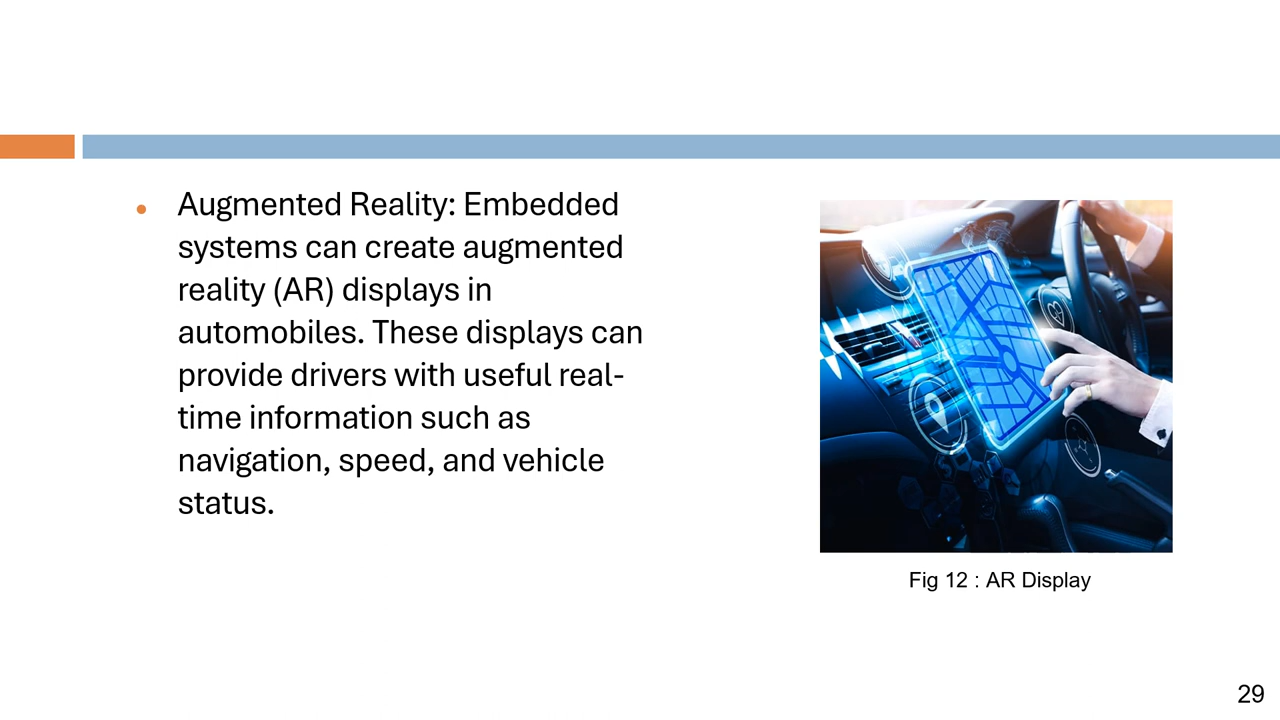 Augmented Reality: Embedded
systems can create augmented
reality (AR) displays in
automobiles. These displays can
provide drivers with useful real-
time information such as
navigation, speed, and vehicle
status.
Fig 12 : AR Display
29